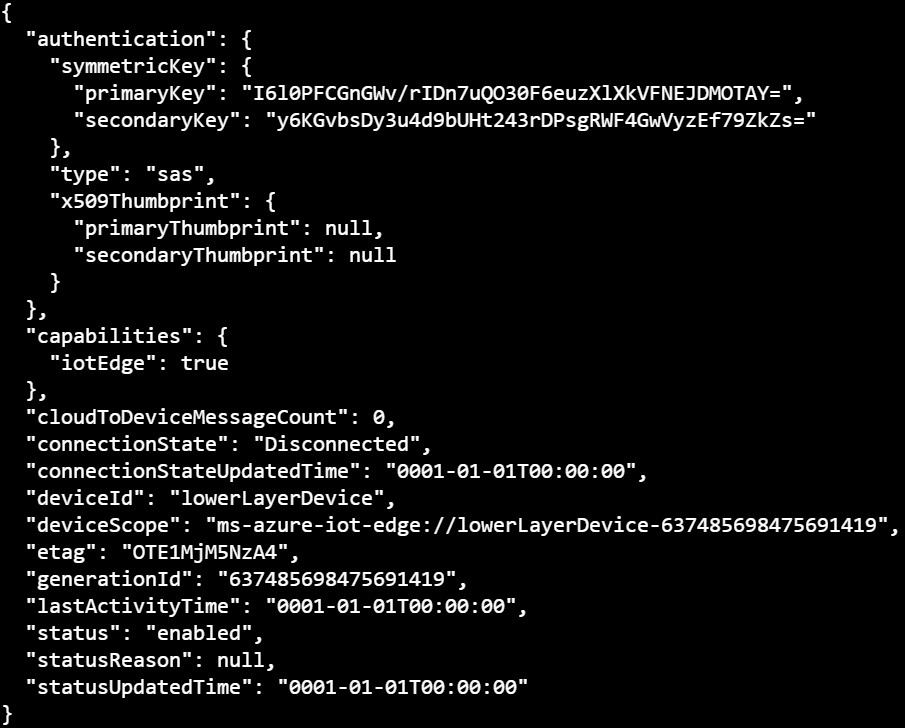 {
  "authentication": {
    "symmetricKey": {
      "primaryKey": "I6l0PFCGnGWv/rIDn7uQO30F6euzXlXkVFNEJDMOTAY=",
      "secondaryKey": "y6KGvbsDy3u4d9bUHt243rDPsgRWF4GwVyzEf79ZkZs="
    },
    "type": "sas",
    "x509Thumbprint": {
      "primaryThumbprint": null,
      "secondaryThumbprint": null
    }
  },
  "capabilities": {
    "iotEdge": true
  },
  "cloudToDeviceMessageCount": 0,
  "connectionState": "Disconnected",
  "connectionStateUpdatedTime": "0001-01-01T00:00:00",
  "deviceId": "lowerLayerDevice",
  "deviceScope": "ms-azure-iot-edge://lowerLayerDevice-637485698475691419",
  "etag": "OTE1MjM5NzA4",
  "generationId": "637485698475691419",
  "lastActivityTime": "0001-01-01T00:00:00",
  "status": "enabled",
  "statusReason": null,
  "statusUpdatedTime": "0001-01-01T00:00:00"
}